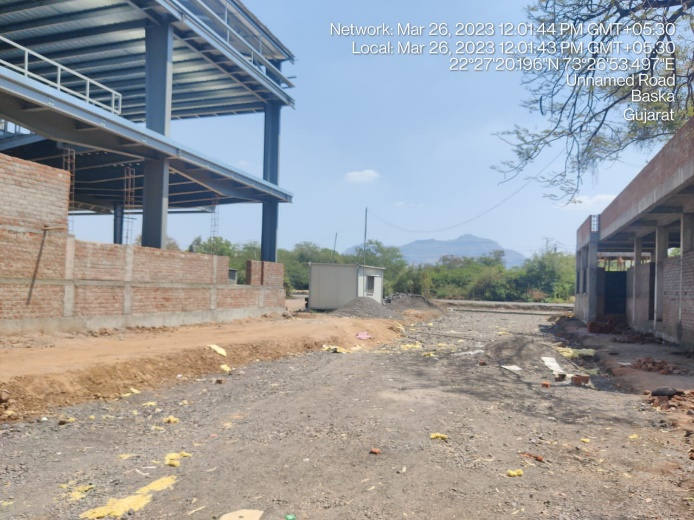 Network: Mar 26, 2023 12:01:44 PM GMT+05:30
Local: Mar 26, 2023 12:01:43 PM GMT+05:30
22°27'20.196"N 73°26'53.497"E
Unnamed Road
Baska
Gujarat